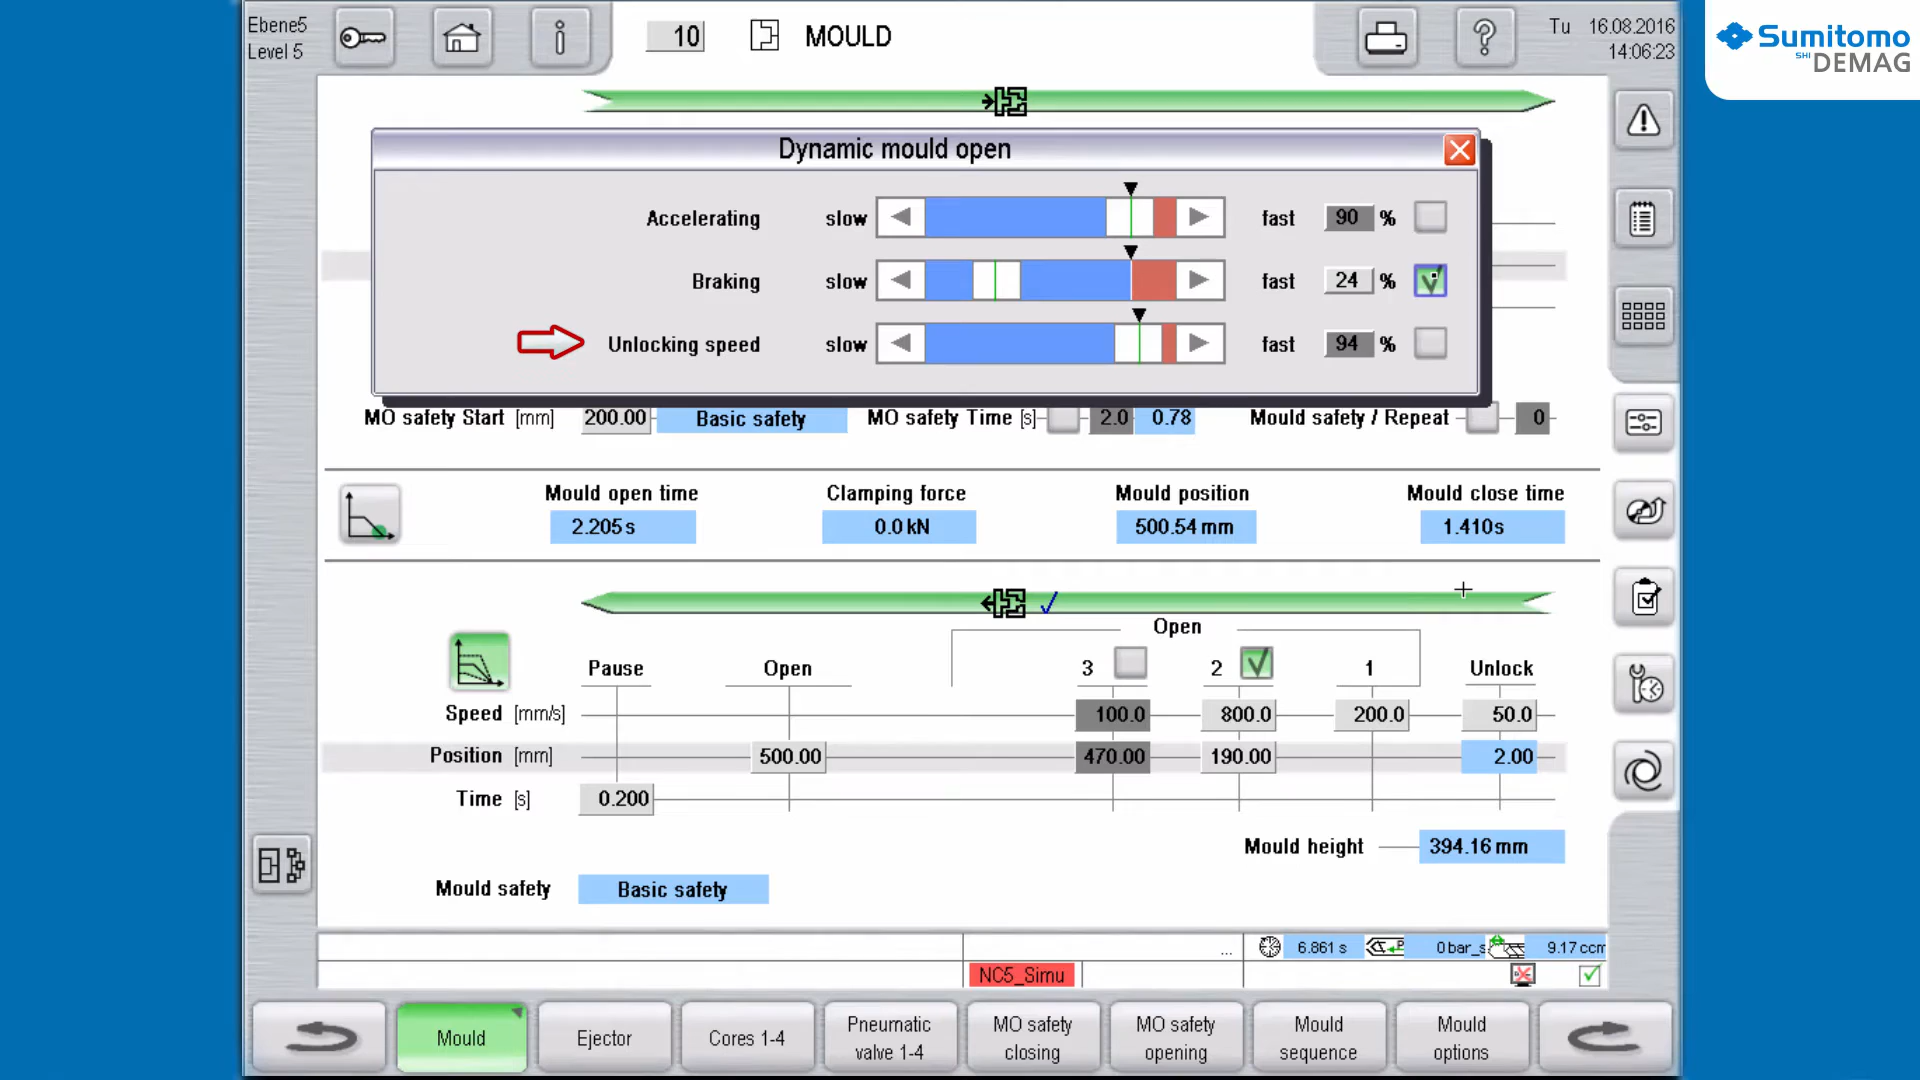 Ebene5
Level 5
10
MOULD
?
Tu 16.08.2016
14:06:23
Sumitomo
SHI DEMAG
Dynamic mould open
Accelerating slow fast 90 %
Braking slow fast 24 %
Unlocking speed slow fast 94 %
MO safety Start [mm] 200.00 Basic safety MO safety Time [s] 2.0 0.78 Mould safety / Repeat 0
Mould open time Clamping force Mould position Mould close time
2.205 s 0.0 kN 500.54 mm 1.410s
Open
Pause Open 3 2 1 Unlock
Speed [mm/s] 100.0 800.0 200.0 50.0
Position [mm] 500.00 470.00 190.00 2.00
Time [s] 0.200
Mould height 394.16 mm
Mould safety Basic safety
... 6.861 s 0 bar_s 9.17 ccm
NC5_Simu
Mould
Ejector
Cores 1-4
Pneumatic
valve 1-4
MO safety
closing
MO safety
opening
Mould
sequence
Mould
options